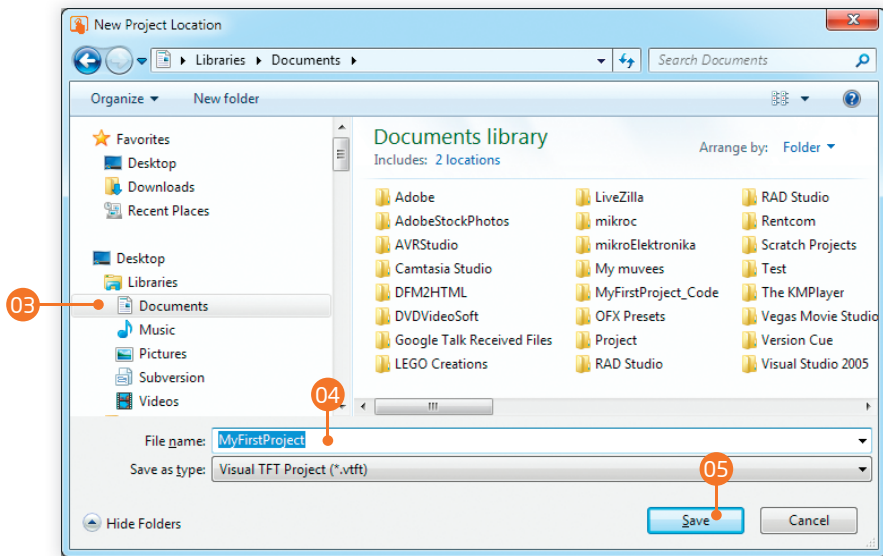 New Project Location
Libraries Documents
Search Documents
Organize New folder
Favorites
Desktop
Downloads
Recent Places
Desktop
Libraries
03
Documents
Music
Pictures
Subversion
Videos
Documents library
Includes: 2 locations
Arrange by: Folder
Adobe
AdobeStockPhotos
AVRStudio
Camtasia Studio
DFM2HTML
DVDVideoSoft
Google Talk Received Files
LEGO Creations
LiveZilla
mikroc
mikroElektronika
My muvees
MyFirstProject_Code
OFX Presets
Project
RAD Studio
RAD Studio
Rentcom
Scratch Projects
Test
The KMPlayer
Vegas Movie Studio
Version Cue
Visual Studio 2005
04
File name: MyFirstProject
Save as type: Visual TFT Project (*.vtft)
05
Hide Folders
Save Cancel